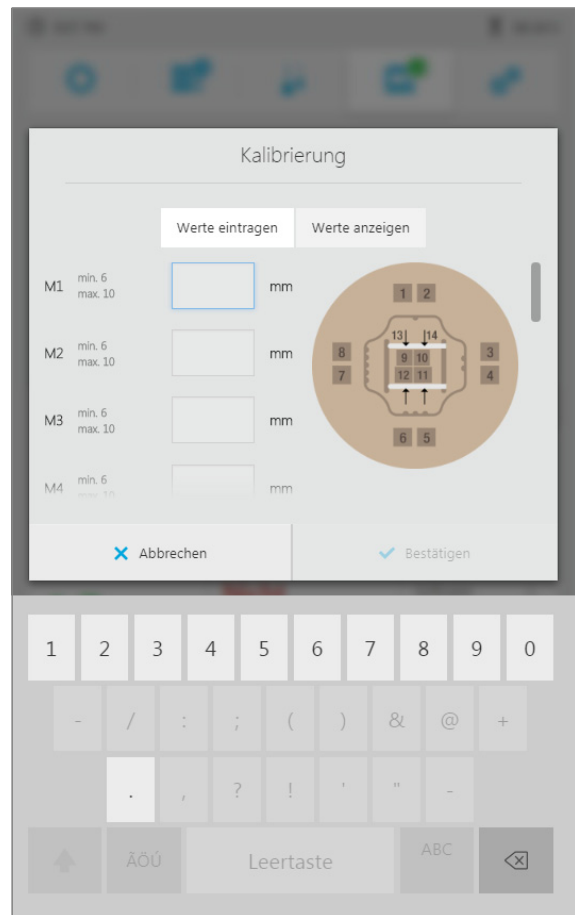 Kalibrierung
Werte eintragen Werte anzeigen
M1 min. 6 max. 10 mm
M2 min. 6 max. 10 mm
M3 min. 6 max. 10 mm
M4 min. 6 max. 10 mm
1 2
13 14
8 9 10 3
7 12 11 4
6 5
Abbrechen Bestätigen
1 2 3 4 5 6 7 8 9 0
- / : ; ( ) & @ +
. , ? ! ' " -
ÄÖÜ Leertaste ABC